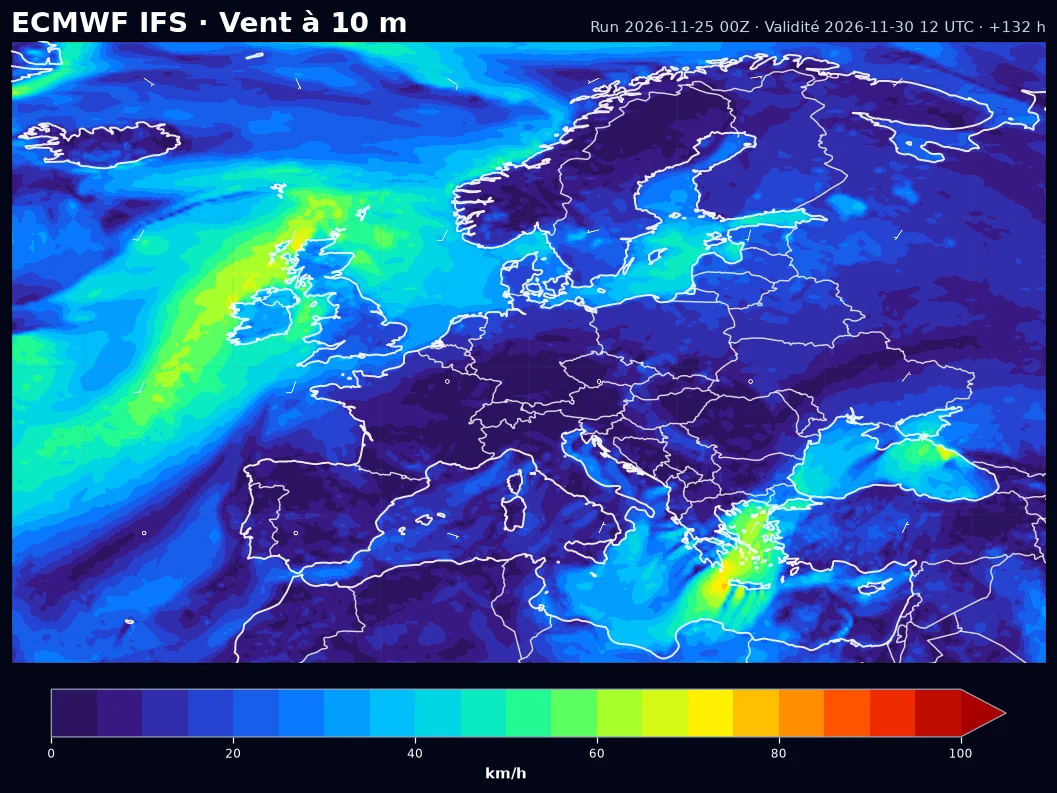 ECMWF IFS · Vent à 10 m
Run 2026-11-25 00Z · Validité 2026-11-30 12 UTC · +132 h
0 20 40 60 80 100
km/h